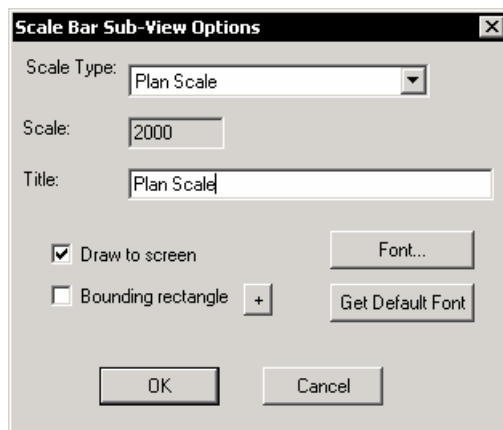 Scale Bar Sub-View Options
Scale Type: Plan Scale
Scale: 2000
Title: Plan Scale
Draw to screen
Font...
Bounding rectangle +
Get Default Font
OK Cancel